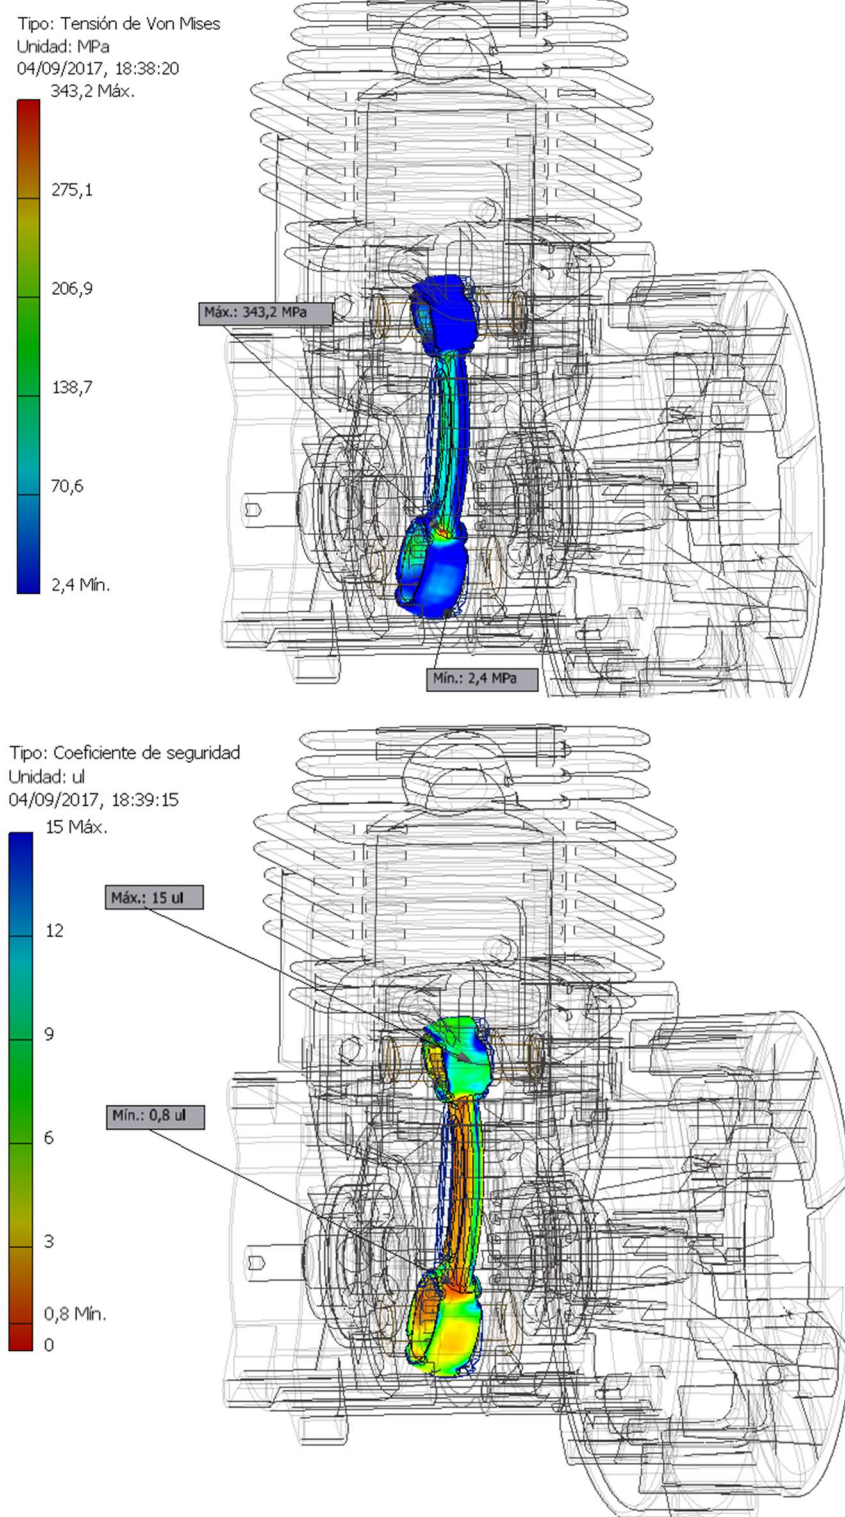 Tipo: Tensión de Von Mises
Unidad: MPa
04/09/2017, 18:38:20
343,2 Máx.
275,1
206,9
138,7
70,6
2,4 Mín.
Máx.: 343,2 MPa
Mín.: 2,4 MPa
Tipo: Coeficiente de seguridad
Unidad: ul
04/09/2017, 18:39:15
15 Máx.
12
9
6
3
0,8 Mín.
0
Máx.: 15 ul
Mín.: 0,8 ul